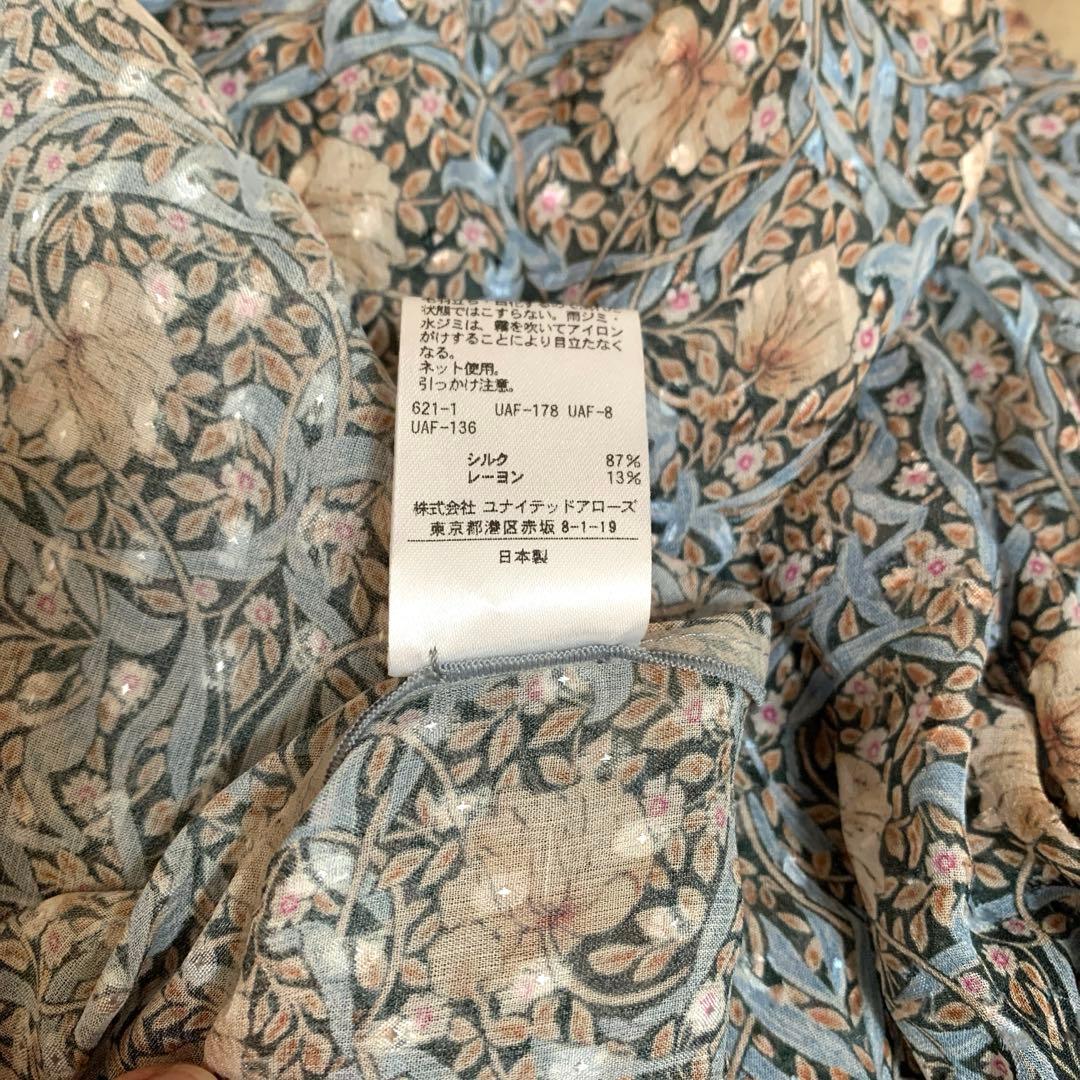 状態ではこすらない。雨ジミ・
水ジミは、霧を吹いてアイロン
がけすることにより目立たなく
なる。
ネット使用。
引っかけ注意。
621-1 UAF-178 UAF-8
UAF-136
シルク 87%
レーヨン 13%
株式会社 ユナイテッドアローズ
東京都港区赤坂 8-1-19
日本製